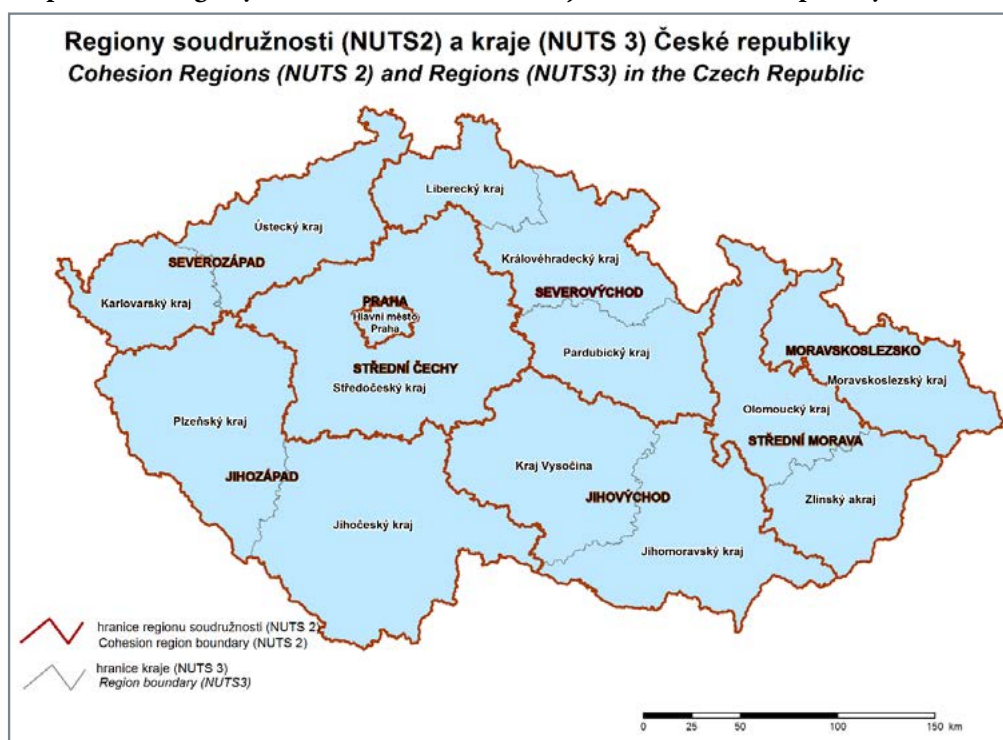 Regiony soudružnosti (NUTS2) a kraje (NUTS 3) České republiky
Cohesion Regions (NUTS 2) and Regions (NUTS3) in the Czech Republic
Liberecký kraj
Ústecký kraj
Královéhradecký kraj
SEVEROZÁPAD
SEVEROVÝCHOD
Karlovarský kraj
PRAHA
Hlavní město
Praha
Pardubický kraj
MORAVSKOSLEZSKO
STŘEDNÍ ČECHY
Středočeský kraj
Moravskoslezský kraj
Plzeňský kraj
Olomoucký kraj
STŘEDNÍ MORAVA
Kraj Vysočina
JIHOZÁPAD
JIHOVÝCHOD
Zlínský akraj
Jihočeský kraj
Jihomoravský kraj
hranice regionu soudružnosti (NUTS 2)
Cohesion region boundary (NUTS 2)
hranice kraje (NUTS 3)
Region boundary (NUTS3)
0 25 50 100 150 km